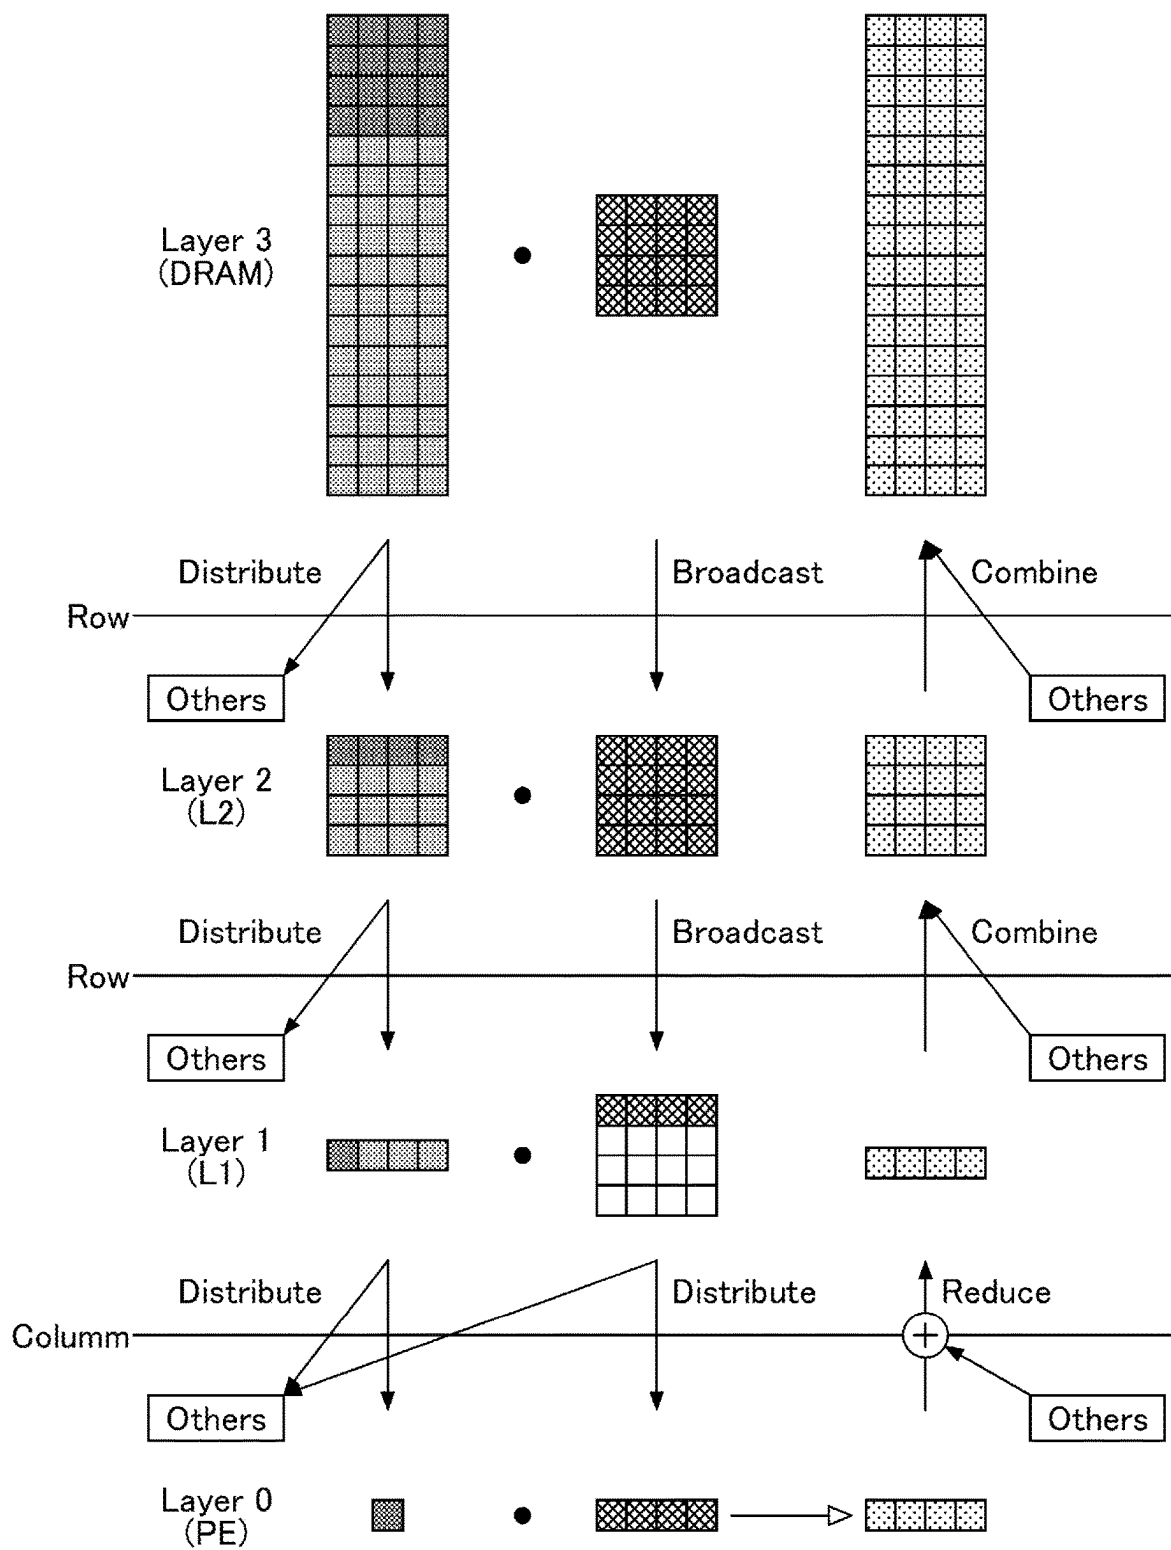 Layer 3
(DRAM)
Distribute
Broadcast
Combine
Row
Others
Others
Layer 2
(L2)
Distribute
Broadcast
Combine
Row
Others
Others
Layer 1
(L1)
Distribute
Distribute
Reduce
Columm
+
Others
Others
Layer 0
(PE)